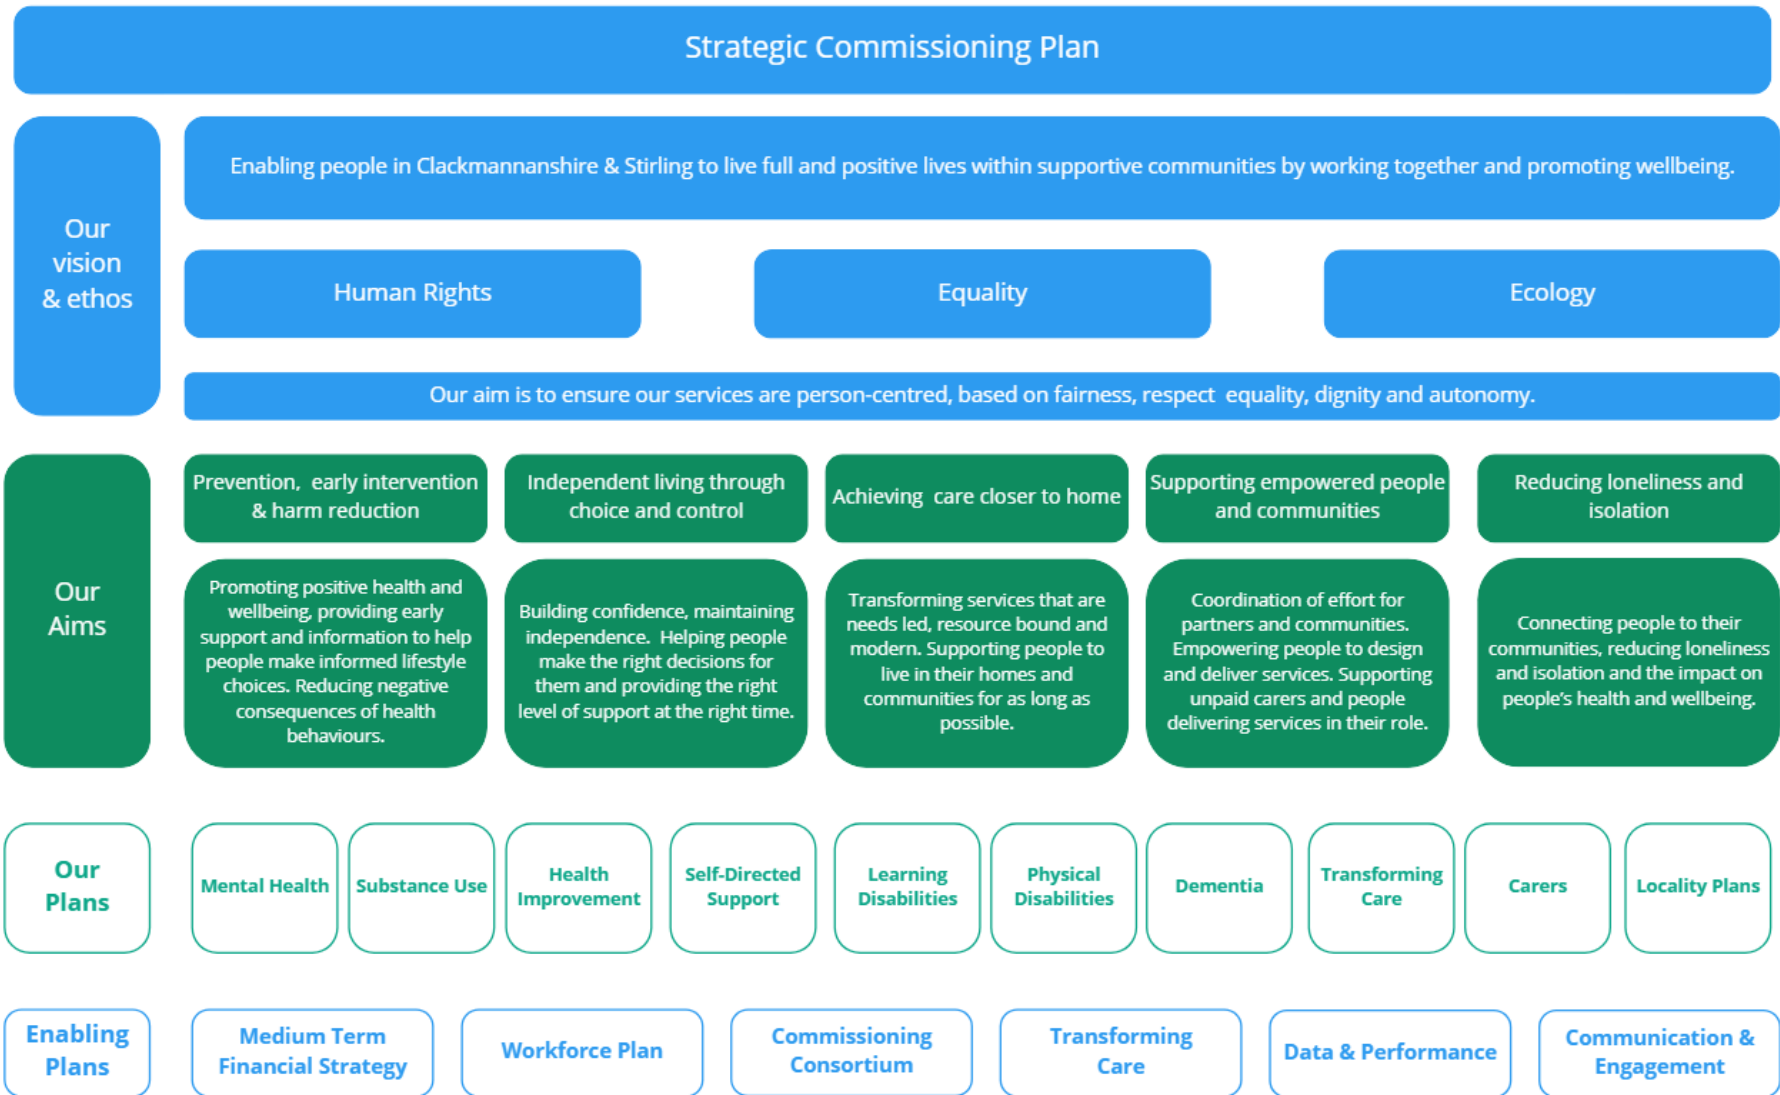 Strategic Commissioning Plan
Our
vision
& ethos
Enabling people in Clackmannanshire & Stirling to live full and positive lives within supportive communities by working together and promoting wellbeing.
Human Rights
Equality
Ecology
Our aim is to ensure our services are person-centred, based on fairness, respect  equality, dignity and autonomy.
Our
Aims
Prevention,  early intervention
& harm reduction
Independent living through
choice and control
Achieving  care closer to home
Supporting empowered people
and communities
Reducing loneliness and
isolation
Promoting positive health and
wellbeing, providing early
support and information to help
people make informed lifestyle
choices. Reducing negative
consequences of health
behaviours.
Building confidence, maintaining
independence.  Helping people
make the right decisions for
them and providing the right
level of support at the right time.
Transforming services that are
needs led, resource bound and
modern. Supporting people to
live in their homes and
communities for as long as
possible.
Coordination of effort for
partners and communities.
Empowering people to design
and deliver services. Supporting
unpaid carers and people
delivering services in their role.
Connecting people to their
communities, reducing loneliness
and isolation and the impact on
people's health and wellbeing.
Our
Plans
Mental Health
Substance Use
Health
Improvement
Self-Directed
Support
Learning
Disabilities
Physical
Disabilities
Dementia
Transforming
Care
Carers
Locality Plans
Enabling
Plans
Medium Term
Financial Strategy
Workforce Plan
Commissioning
Consortium
Transforming
Care
Data & Performance
Communication &
Engagement